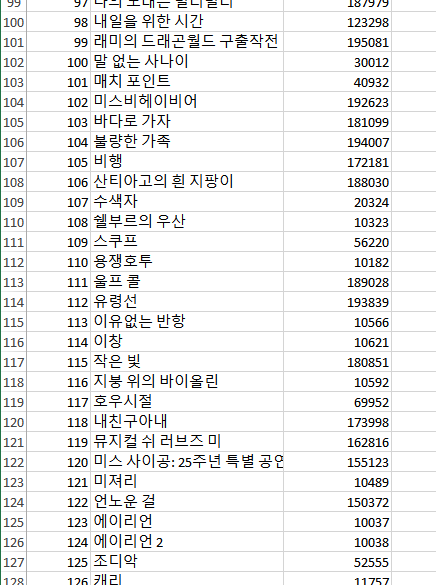 99 97 나의 노래는 멀리멀리 187979
100 98 내일을 위한 시간 123298
101 99 래미의 드래곤월드 구출작전 195081
102 100 말 없는 사나이 30012
103 101 매치 포인트 40932
104 102 미스비헤이비어 192623
105 103 바다로 가자 181099
106 104 불량한 가족 194007
107 105 비행 172181
108 106 산티아고의 흰 지팡이 188030
109 107 수색자 20324
110 108 쉘부르의 우산 10323
111 109 스쿠프 56220
112 110 용쟁호투 10182
113 111 울프 콜 189028
114 112 유령선 193839
115 113 이유없는 반항 10566
116 114 이창 10621
117 115 작은 빛 180851
118 116 지붕 위의 바이올린 10592
119 117 호우시절 69952
120 118 내친구아내 173998
121 119 뮤지컬 쉬 러브즈 미 162816
122 120 미스 사이공: 25주년 특별 공연 155123
123 121 미져리 10489
124 122 언노운 걸 150372
125 123 에이리언 10037
126 124 에이리언 2 10038
127 125 조디악 52555
128 126 캐리 11757